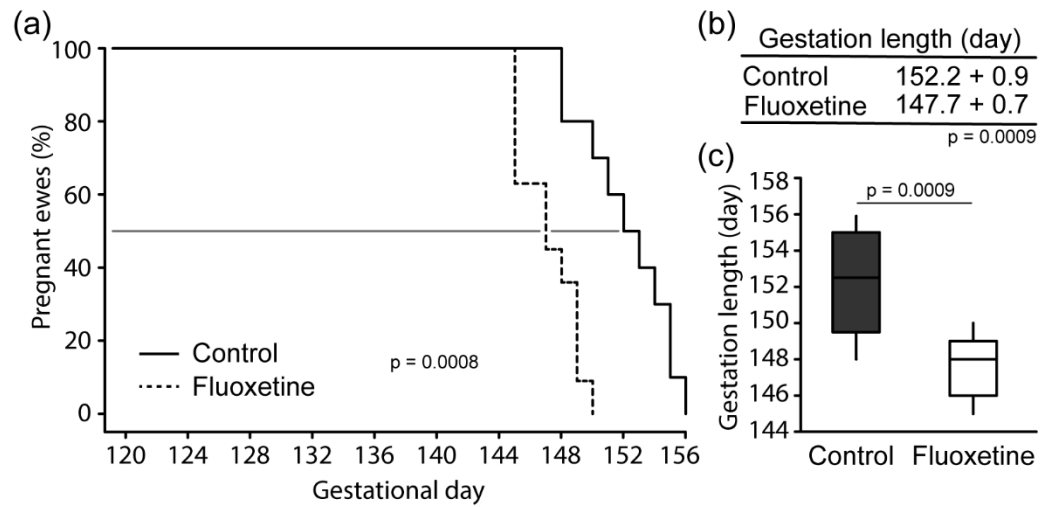 (a)
100
80
60
40
20
0
Pregnant ewes (%)
Control
Fluoxetine
p = 0.0008
120 124 128 132 136 140 144 148 152 156
Gestational day
(b)
Gestation length (day)
Control 152.2 + 0.9
Fluoxetine 147.7 + 0.7
p = 0.0009
(c)
158
156
154
152
150
148
146
144
Gestation length (day)
p = 0.0009
Control Fluoxetine